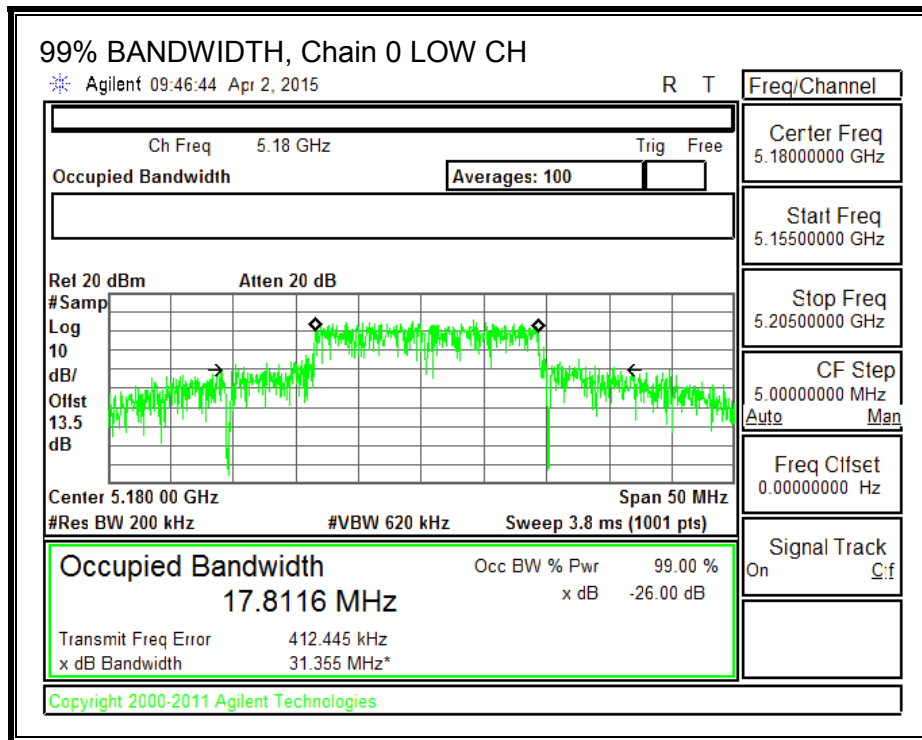 99% BANDWIDTH, Chain 0 LOW CH
Agilent 09:46:44 Apr 2, 2015 R T
Freq/Channel
Ch Freq 5.18 GHz Trig Free
Occupied Bandwidth Averages: 100
Center Freq
5.18000000 GHz
Start Freq
5.15500000 GHz
Stop Freq
5.20500000 GHz
CF Step
5.00000000 MHz
Auto Man
Freq Offset
0.00000000 Hz
Signal Track
On Off
Ref 20 dBm Atten 20 dB
#Samp
Log
10
dB/
Offst
13.5
dB
Center 5.180 00 GHz Span 50 MHz
#Res BW 200 kHz #VBW 620 kHz Sweep 3.8 ms (1001 pts)
Occupied Bandwidth Occ BW % Pwr 99.00 %
17.8116 MHz x dB -26.00 dB
Transmit Freq Error 412.445 kHz
x dB Bandwidth 31.355 MHz*
Copyright 2000-2011 Agilent Technologies